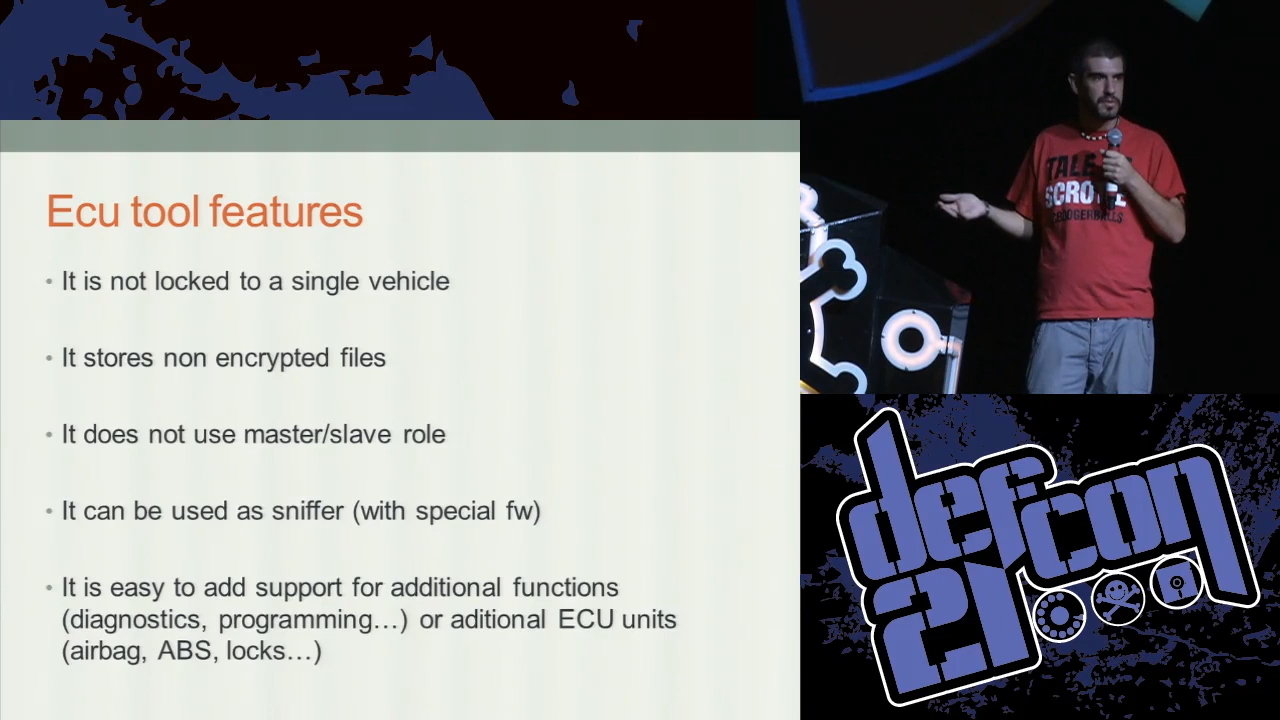 Ecu tool features
• It is not locked to a single vehicle
• It stores non encrypted files
• It does not use master/slave role
• It can be used as sniffer (with special fw)
• It is easy to add support for additional functions
(diagnostics, programming…) or aditional ECU units
(airbag, ABS, locks…)
defcon
21